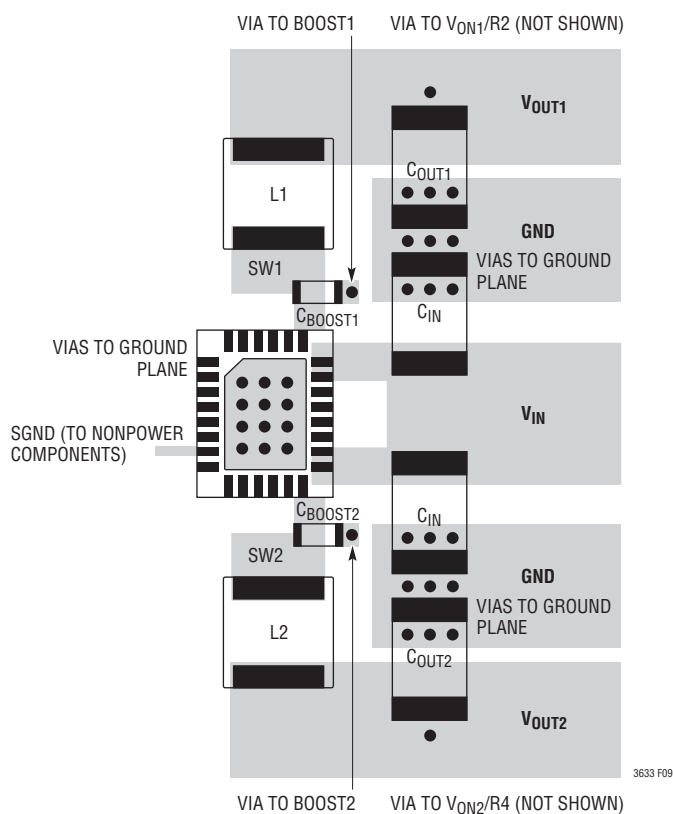 VIA TO BOOST1
VIA TO VON1/R2 (NOT SHOWN)
VOUT1
COUT1
L1
GND
VIAS TO GROUND
PLANE
SW1
CBOOST1
CIN
VIAS TO GROUND
PLANE
VIN
SGND (TO NONPOWER
COMPONENTS)
CBOOST2
CIN
SW2
GND
VIAS TO GROUND
PLANE
L2
COUT2
VOUT2
3633 F09
VIA TO BOOST2
VIA TO VON2/R4 (NOT SHOWN)